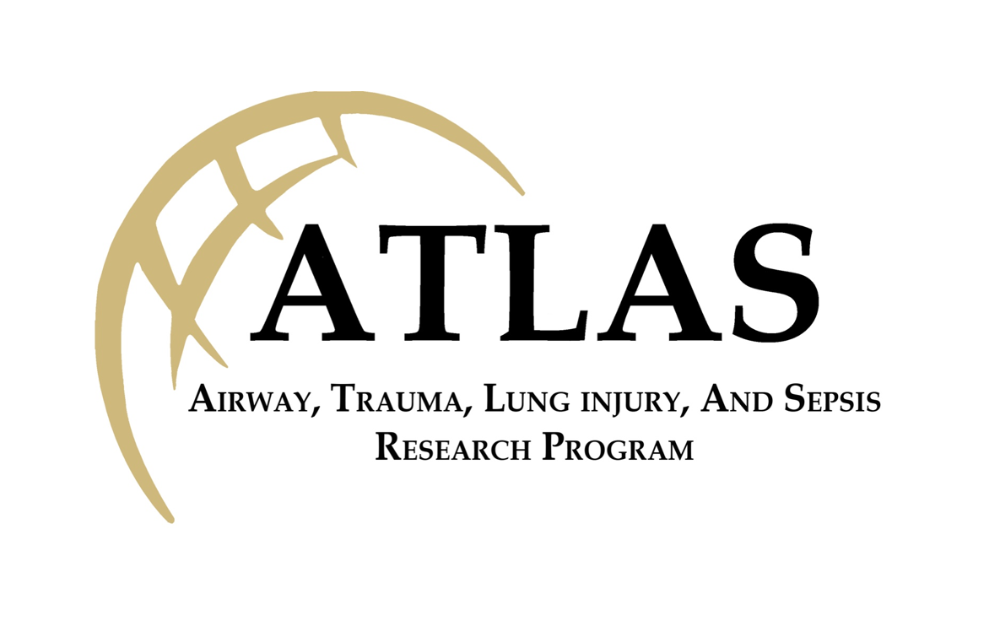 ATLAS
Airway, Trauma, Lung injury, And Sepsis
Research Program